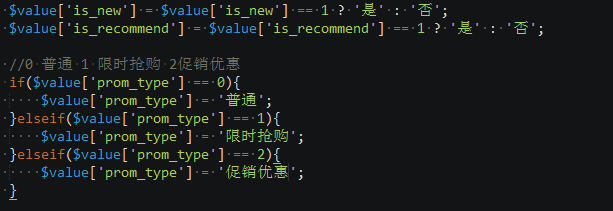 $value['is_new'] = $value['is_new'] == 1 ? '是' : '否';
$value['is_recommend'] = $value['is_recommend'] == 1 ? '是' : '否';
//0 普通 1 限时抢购 2促销优惠
if($value['prom_type'] == 0){
$value['prom_type'] = '普通';
}elseif($value['prom_type'] == 1){
$value['prom_type'] = '限时抢购';
}elseif($value['prom_type'] == 2){
$value['prom_type'] = '促销优惠';
}